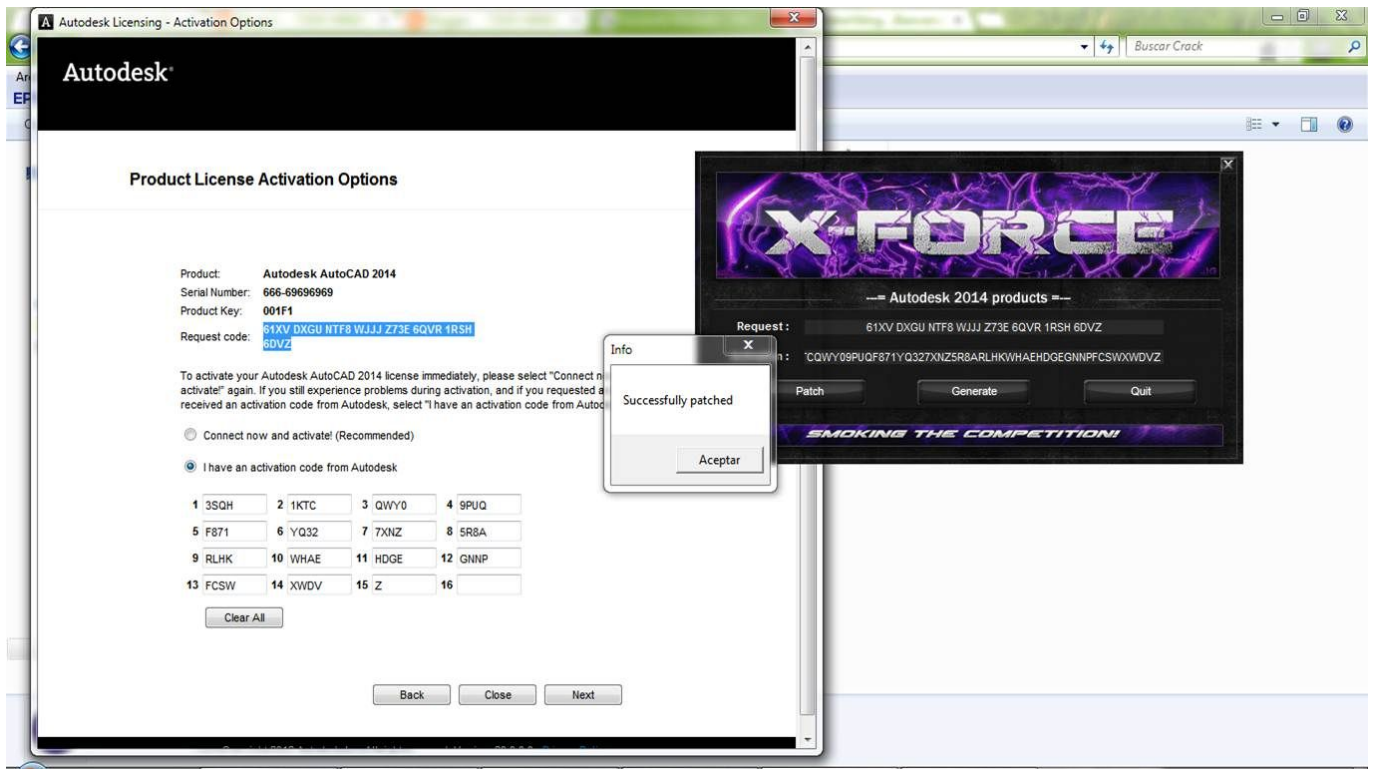 Autodesk Licensing - Activation Options
Buscar Crack
Autodesk
Product License Activation Options
Product: Autodesk AutoCAD 2014
Serial Number: 666-69696969
Product Key: 001F1
Request code: 61XV DXGU NTF8 WJJJ Z73E 6QVR 1RSH
6DVZ
To activate your Autodesk AutoCAD 2014 license immediately, please select "Connect
activate!" again. If you still experience problems during activation, and if you requested
received an activation code from Autodesk, select "I have an activation code from
Connect now and activate! (Recommended)
I have an activation code from Autodesk
1 3SQH 2 1KTC 3 QWY0 4 9PUQ
5 F871 6 YQ32 7 7XNZ 8 5R8A
9 RLHK 10 WHAE 11 HDGE 12 GNNP
13 FCSW 14 XWDV 15 Z 16
Clear All
Back Close Next
Info
Successfully patched
Aceptar
X-FORCE
---= Autodesk 2014 products =---
Request: 61XV DXGU NTF8 WJJJ Z73E 6QVR 1RSH 6DVZ
CQWY09PUQF871YQ327XNZ5R8ARLHKWHAEHDGEGNNPFCSWXWDVZ
Patch Generate Quit
SMOKING THE COMPETITION!